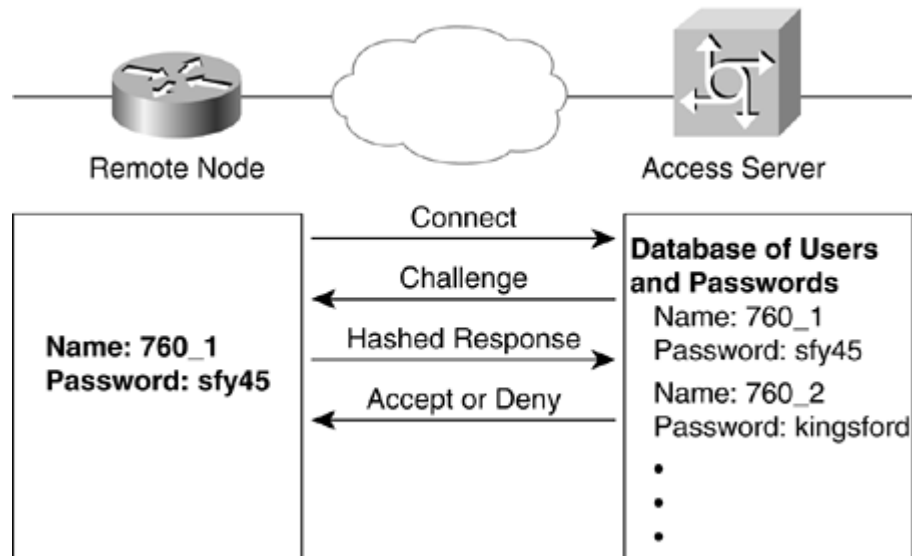 Remote Node
Access Server
Connect
Challenge
Hashed Response
Accept or Deny
Name: 760_1
Password: sfy45
Database of Users
and Passwords
Name: 760_1
Password: sfy45
Name: 760_2
Password: kingsford